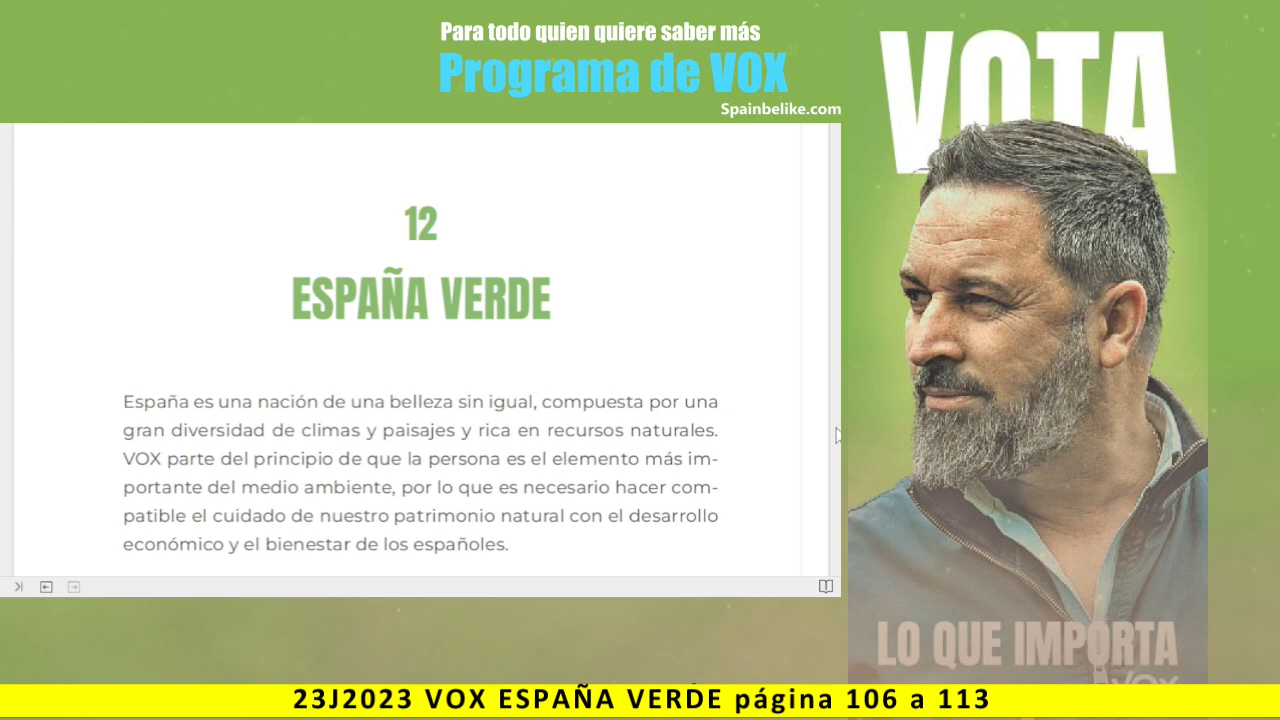 Para todo quien quiere saber más
Programa de VOX
Spainbelike.com
12
ESPAÑA VERDE
España es una nación de una belleza sin igual, compuesta por una
gran diversidad de climas y paisajes y rica en recursos naturales.
VOX parte del principio de que la persona es el elemento más im-
portante del medio ambiente, por lo que es necesario hacer com-
patible el cuidado de nuestro patrimonio natural con el desarrollo
económico y el bienestar de los españoles.
VOTA
LO QUE IMPORTA
VOX
23J2023 VOX ESPAÑA VERDE página 106 a 113